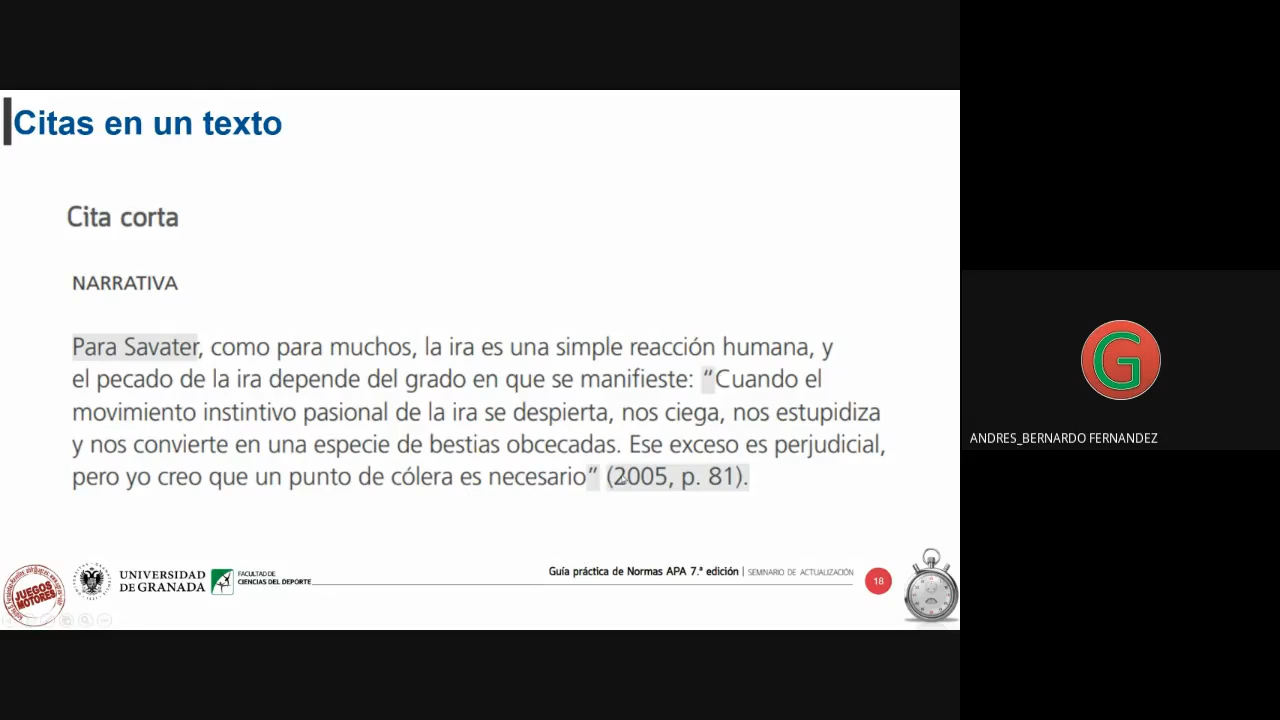 Citas en un texto
Cita corta
NARRATIVA
Para Savater, como para muchos, la ira es una simple reacción humana, y
el pecado de la ira depende del grado en que se manifieste: “Cuando el
movimiento instintivo pasional de la ira se despierta, nos ciega, nos estupidiza
y nos convierte en una especie de bestias obcecadas. Ese exceso es perjudicial,
pero yo creo que un punto de cólera es necesario” (2005, p. 81).
G
ANDRES_BERNARDO FERNANDEZ
JUEGOS
MOTORES
UNIVERSIDAD
DE GRANADA
FACULTAD DE
CIENCIAS DEL DEPORTE
Guía práctica de Normas APA 7.ª edición | SEMINARIO DE ACTUALIZACIÓN
18